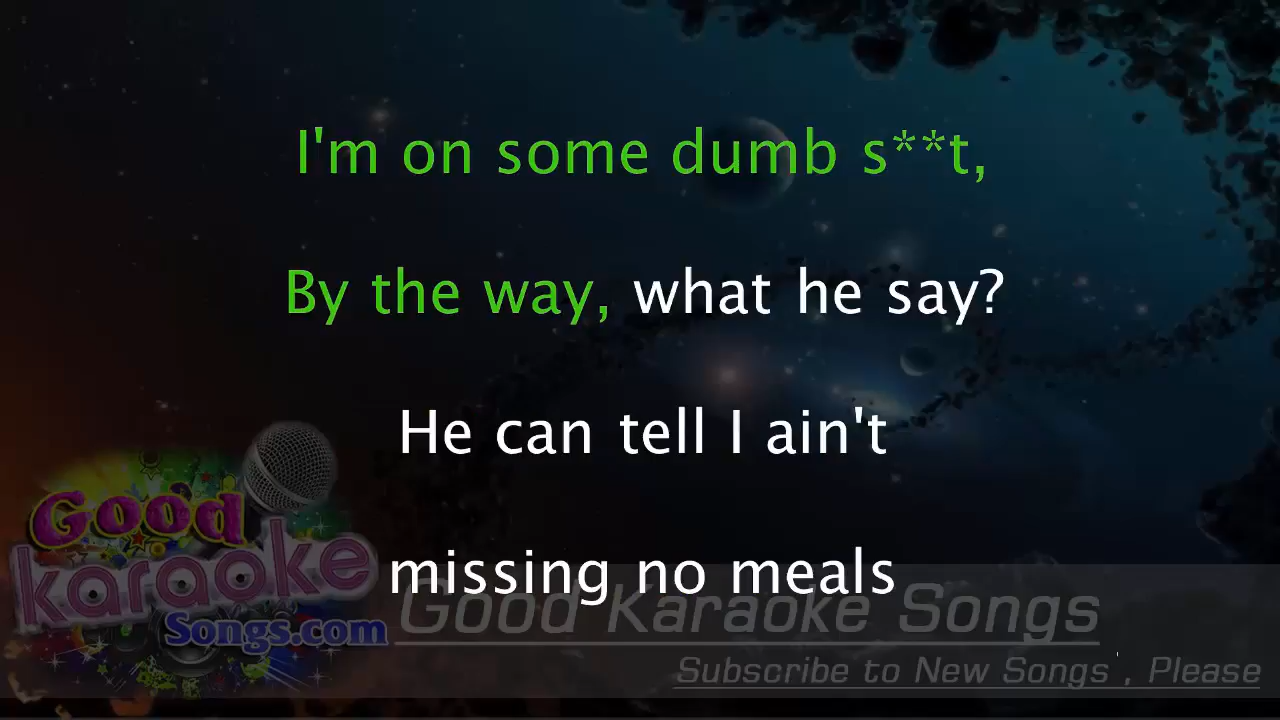 I'm on some dumb s**t,
By the way, what he say?
He can tell I ain't
missing no meals
Good
karaoke
Songs.com
Good Karaoke Songs
Subscribe to New Songs , Please